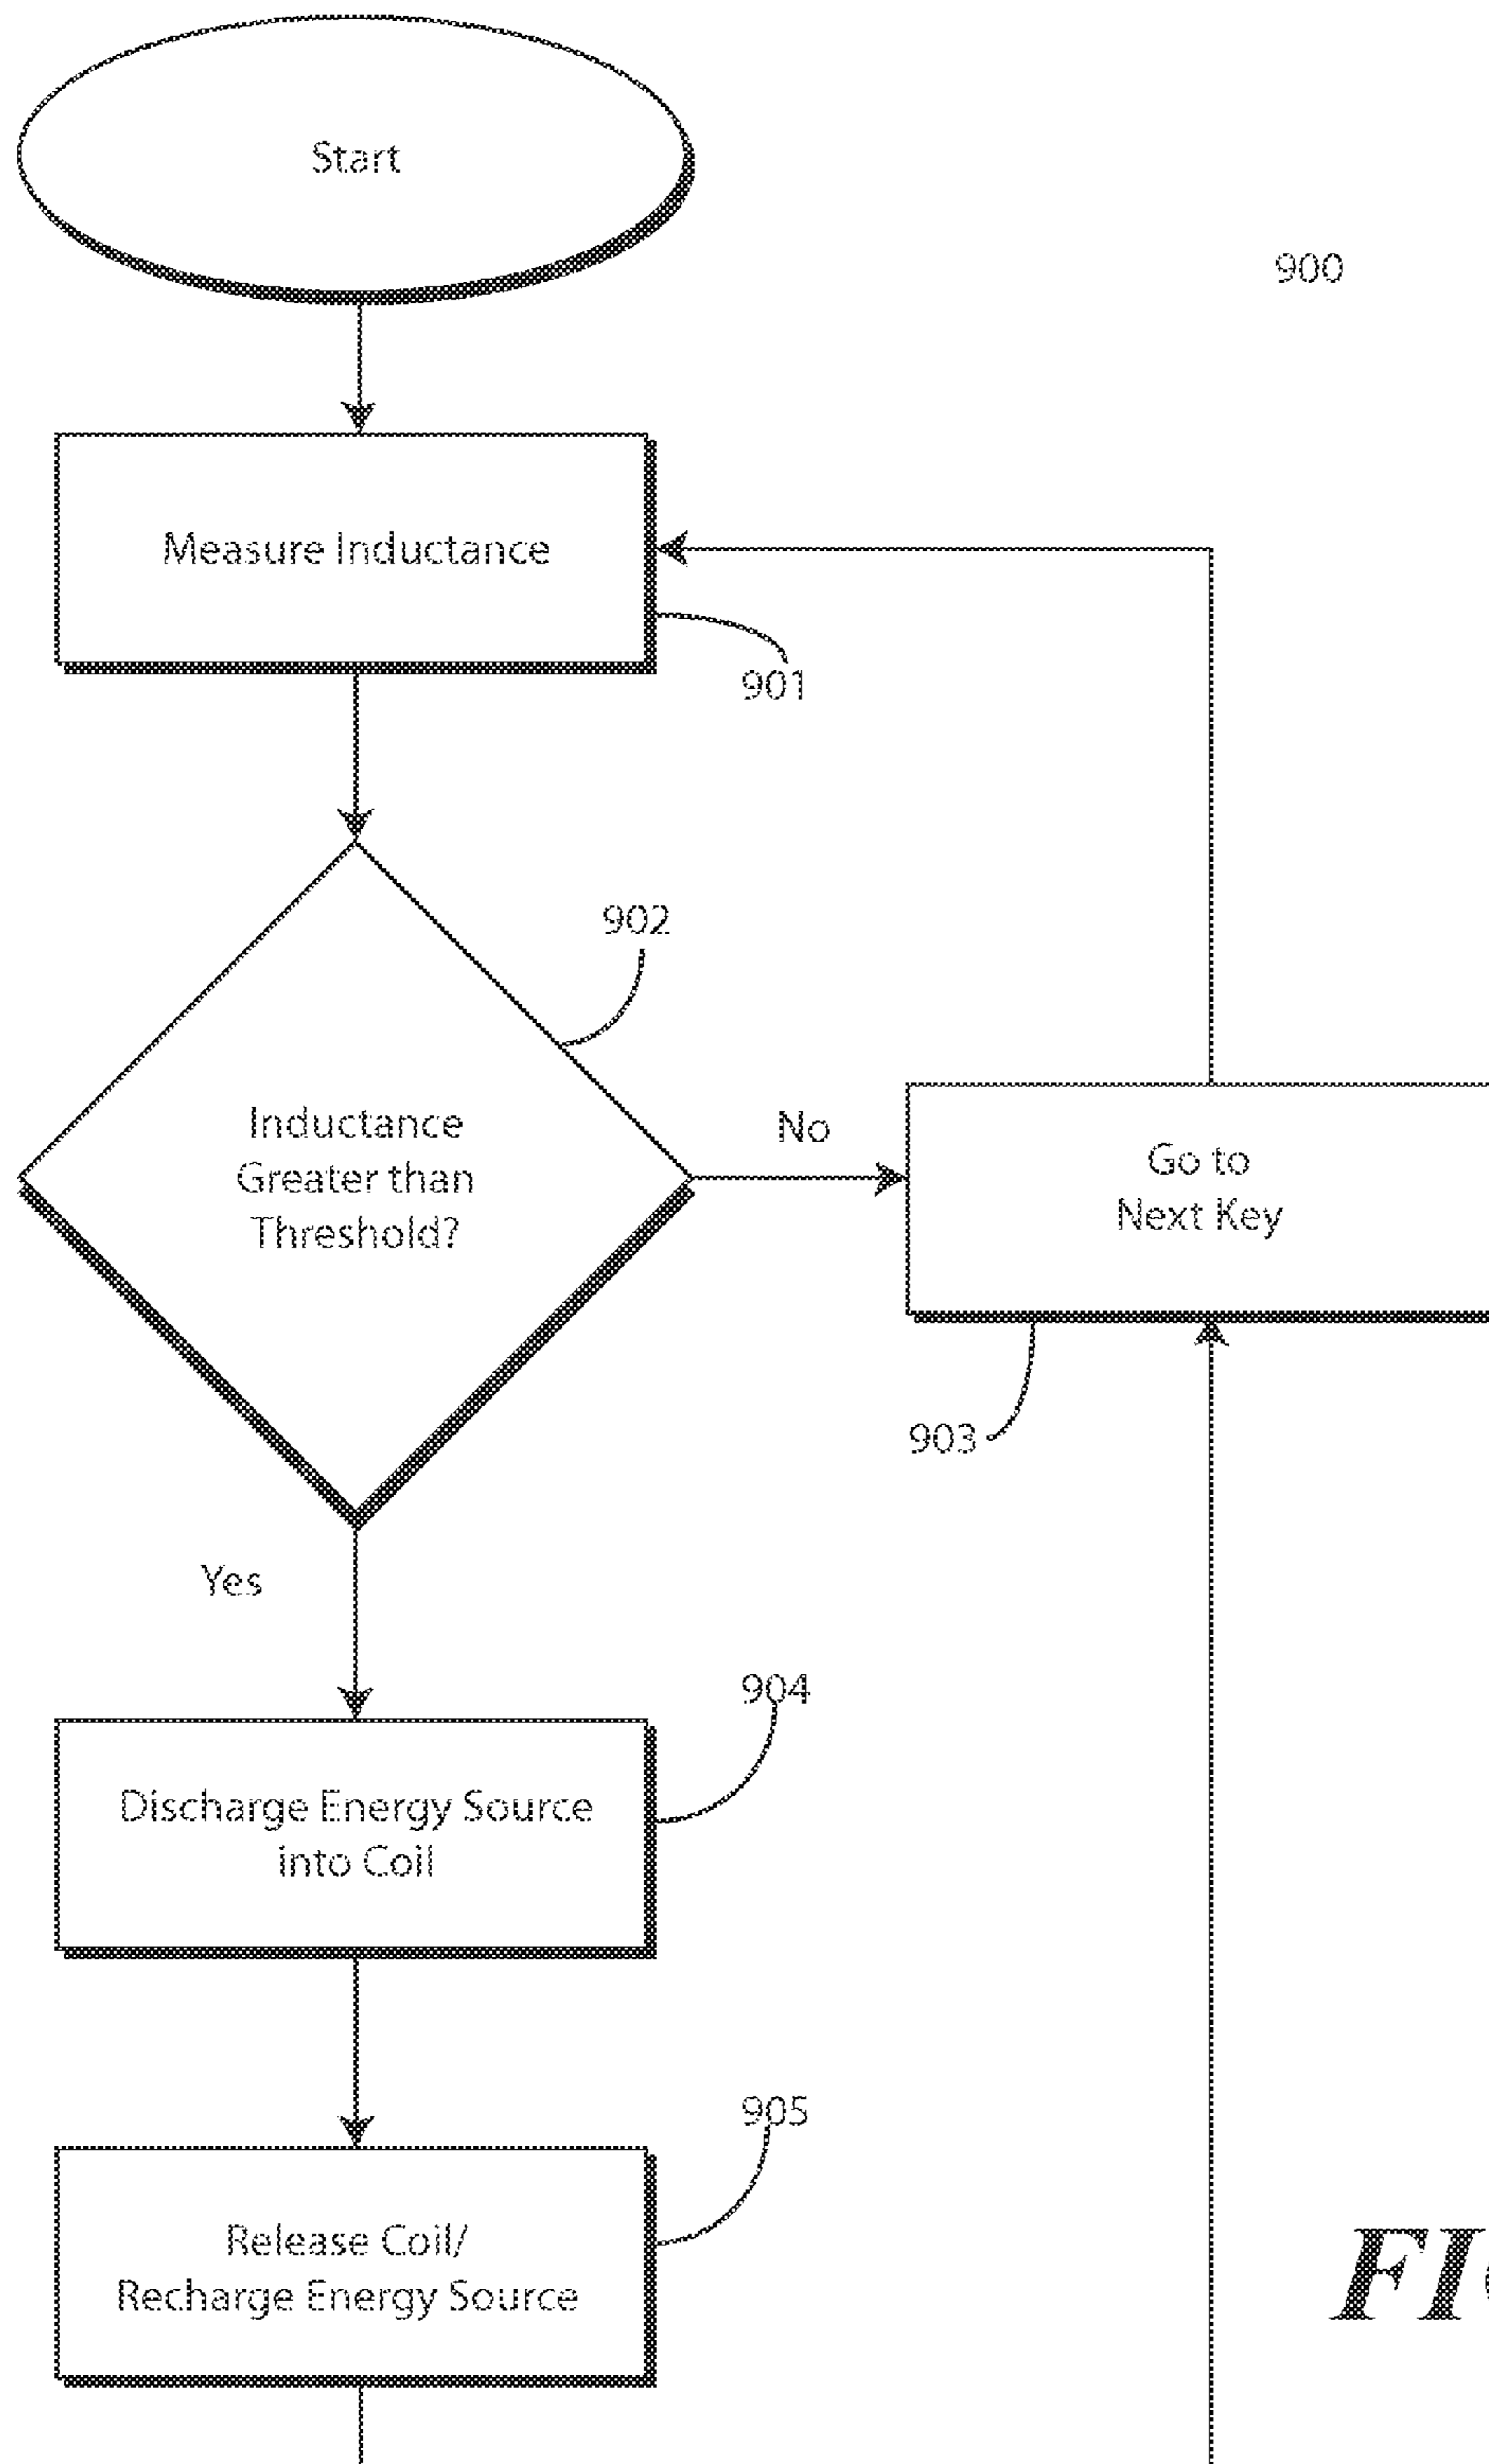 Start
900
Measure Inductance
901
902
Inductance
Greater than
Threshold?
No
Go to
Next Key
903
Yes
904
Discharge Energy Source
into Coil
905
Release Coil/
Recharge Energy Source